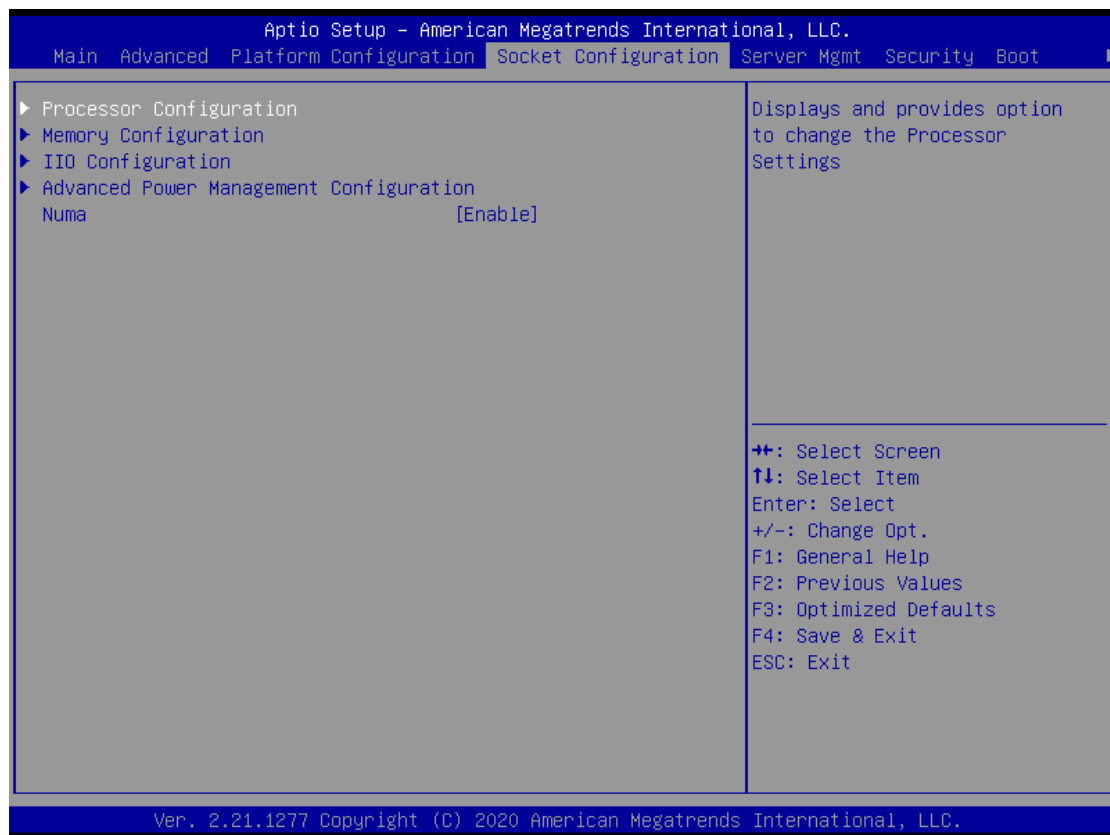 Aptio Setup – American Megatrends International, LLC.
Main Advanced Platform Configuration Socket Configuration Server Mgmt Security Boot
▶ Processor Configuration
▶ Memory Configuration
▶ IIO Configuration
▶ Advanced Power Management Configuration
Numa [Enable]
Displays and provides option
to change the Processor
Settings
→←: Select Screen
↑↓: Select Item
Enter: Select
+/-: Change Opt.
F1: General Help
F2: Previous Values
F3: Optimized Defaults
F4: Save & Exit
ESC: Exit
Ver. 2.21.1277 Copyright (C) 2020 American Megatrends International, LLC.